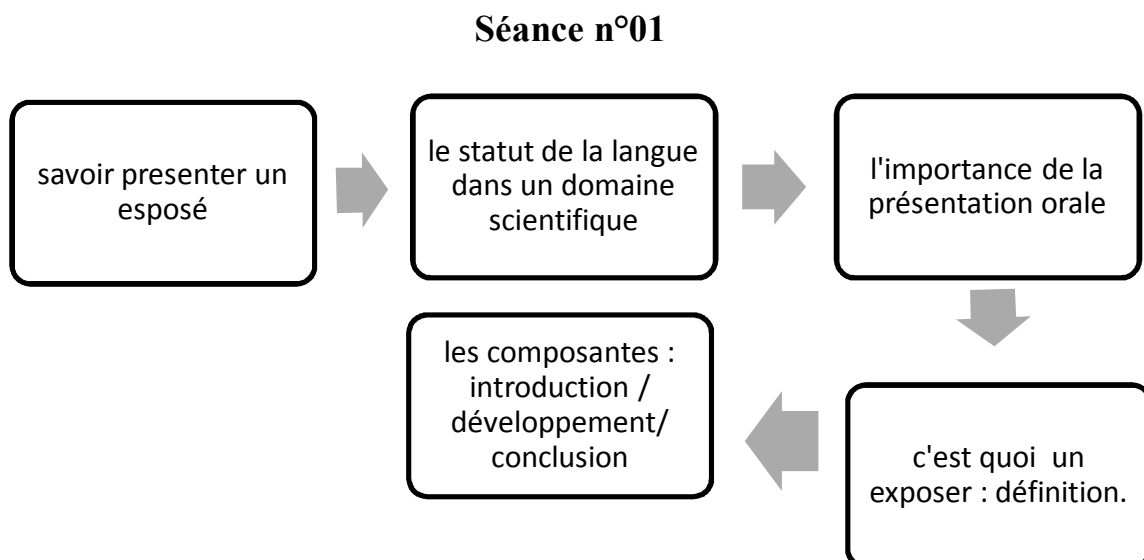 Séance n°01
savoir presenter un
esposé
le statut de la langue
dans un domaine
scientifique
l'importance de la
présentation orale
c'est quoi  un
exposer : définition.
les composantes :
introduction /
développement/
conclusion